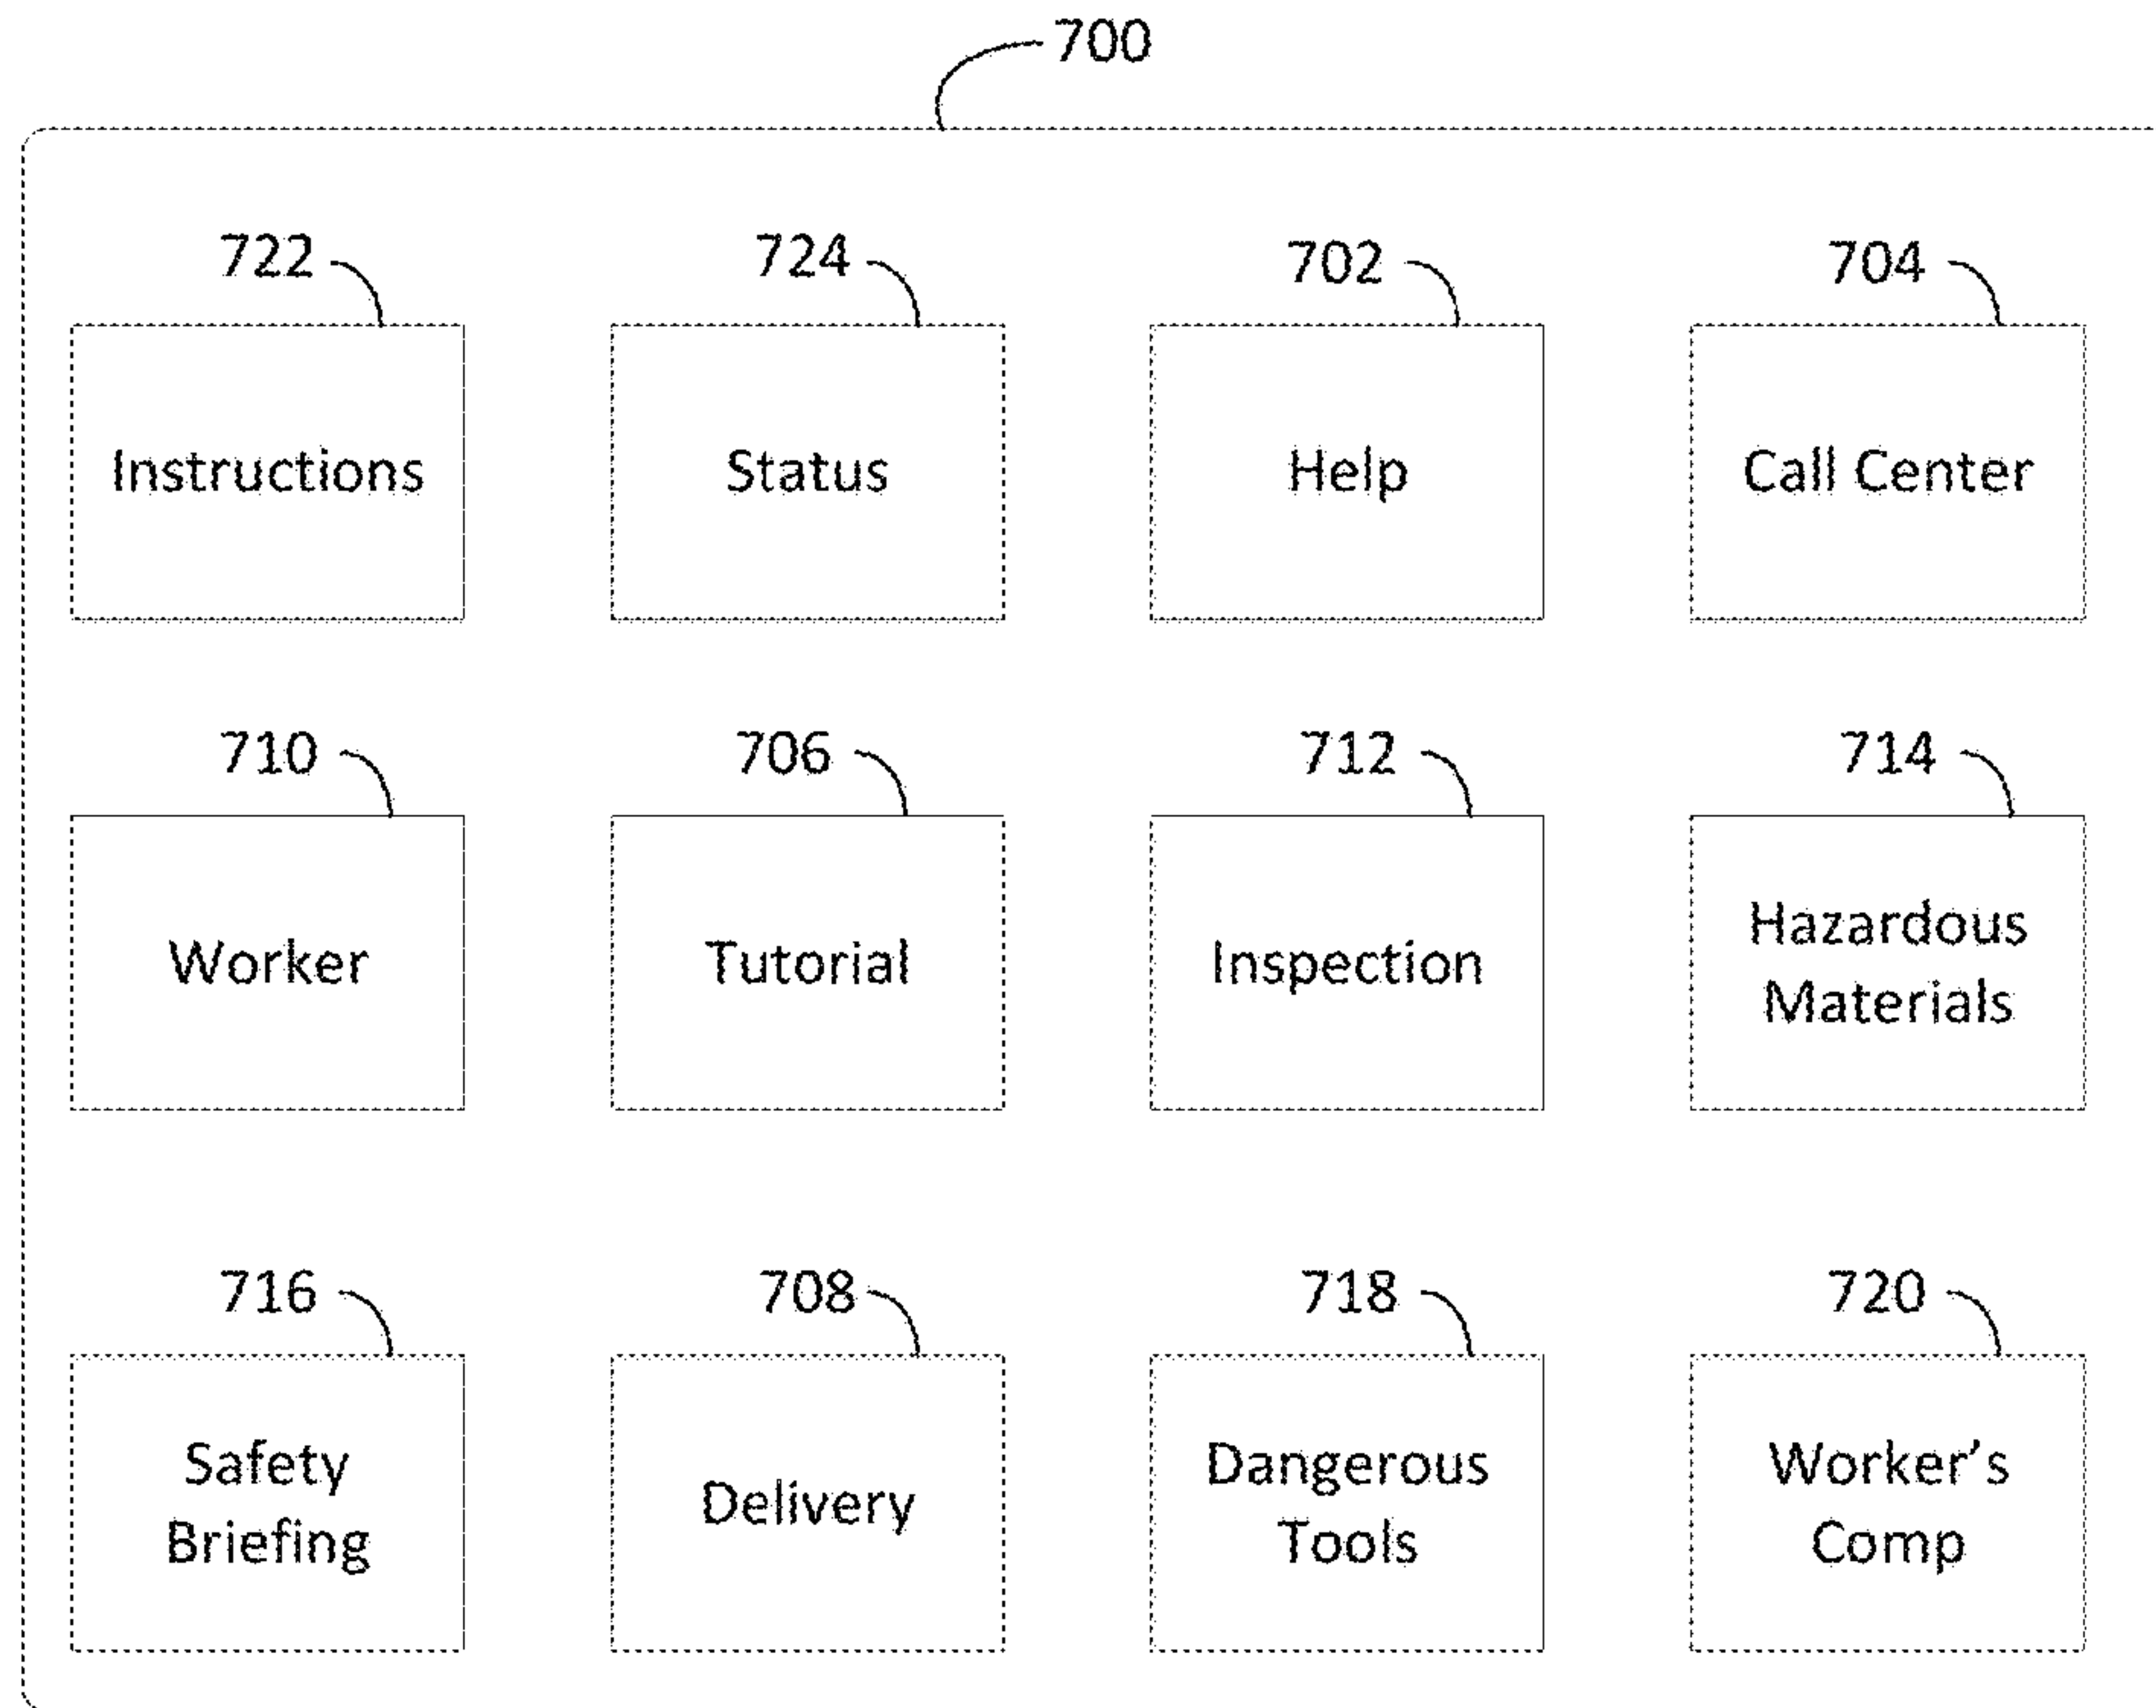 700
722
724
702
704
Instructions
Status
Help
Call Center
710
706
712
714
Worker
Tutorial
Inspection
Hazardous
Materials
716
708
718
720
Safety
Briefing
Delivery
Dangerous
Tools
Worker’s
Comp